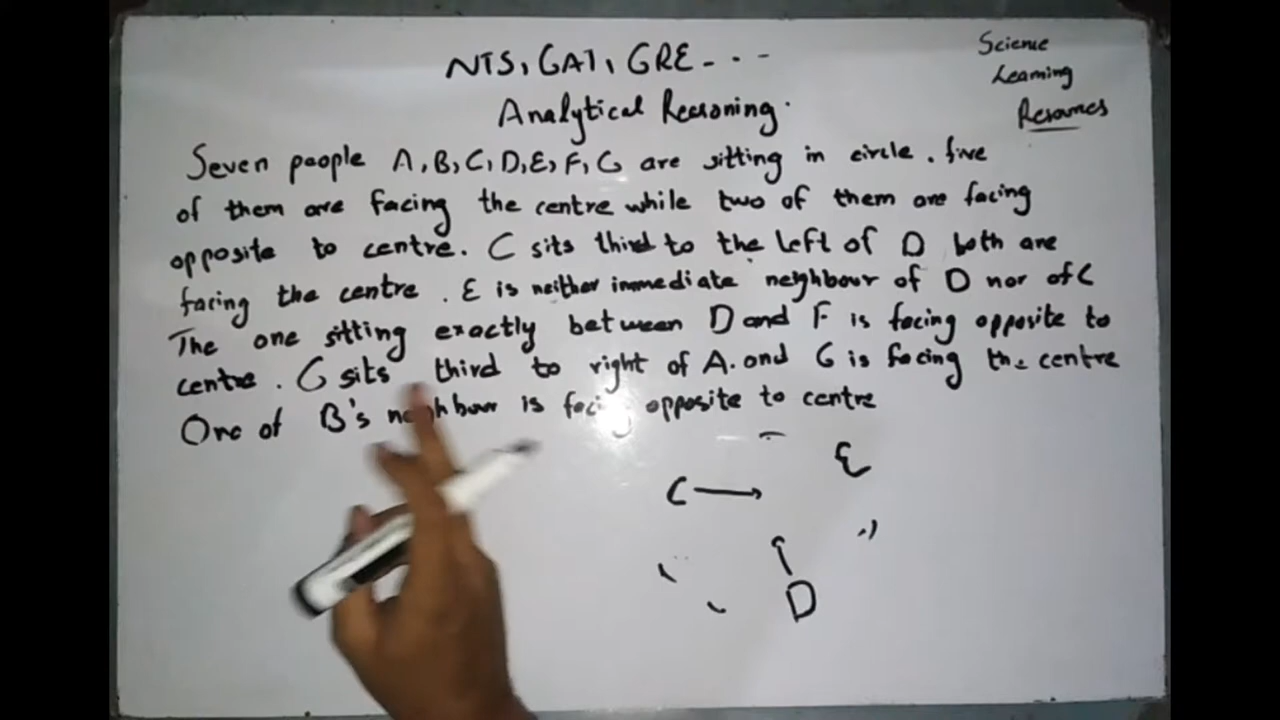 NTS, GAT, GRE - - -
Science
Learning
Resources
Analytical Reasoning.
Seven people A, B, C, D, E, F, G are sitting in circle. five
of them are facing the centre while two of them are facing
opposite to centre. C sits third to the left of D both are
facing the centre. E is neither immediate neighbour of D nor of C
The one sitting exactly between D and F is facing opposite to
centre. G sits third to right of A. and G is facing the centre
One of B's neighbour is facing opposite to centre
E
C
D